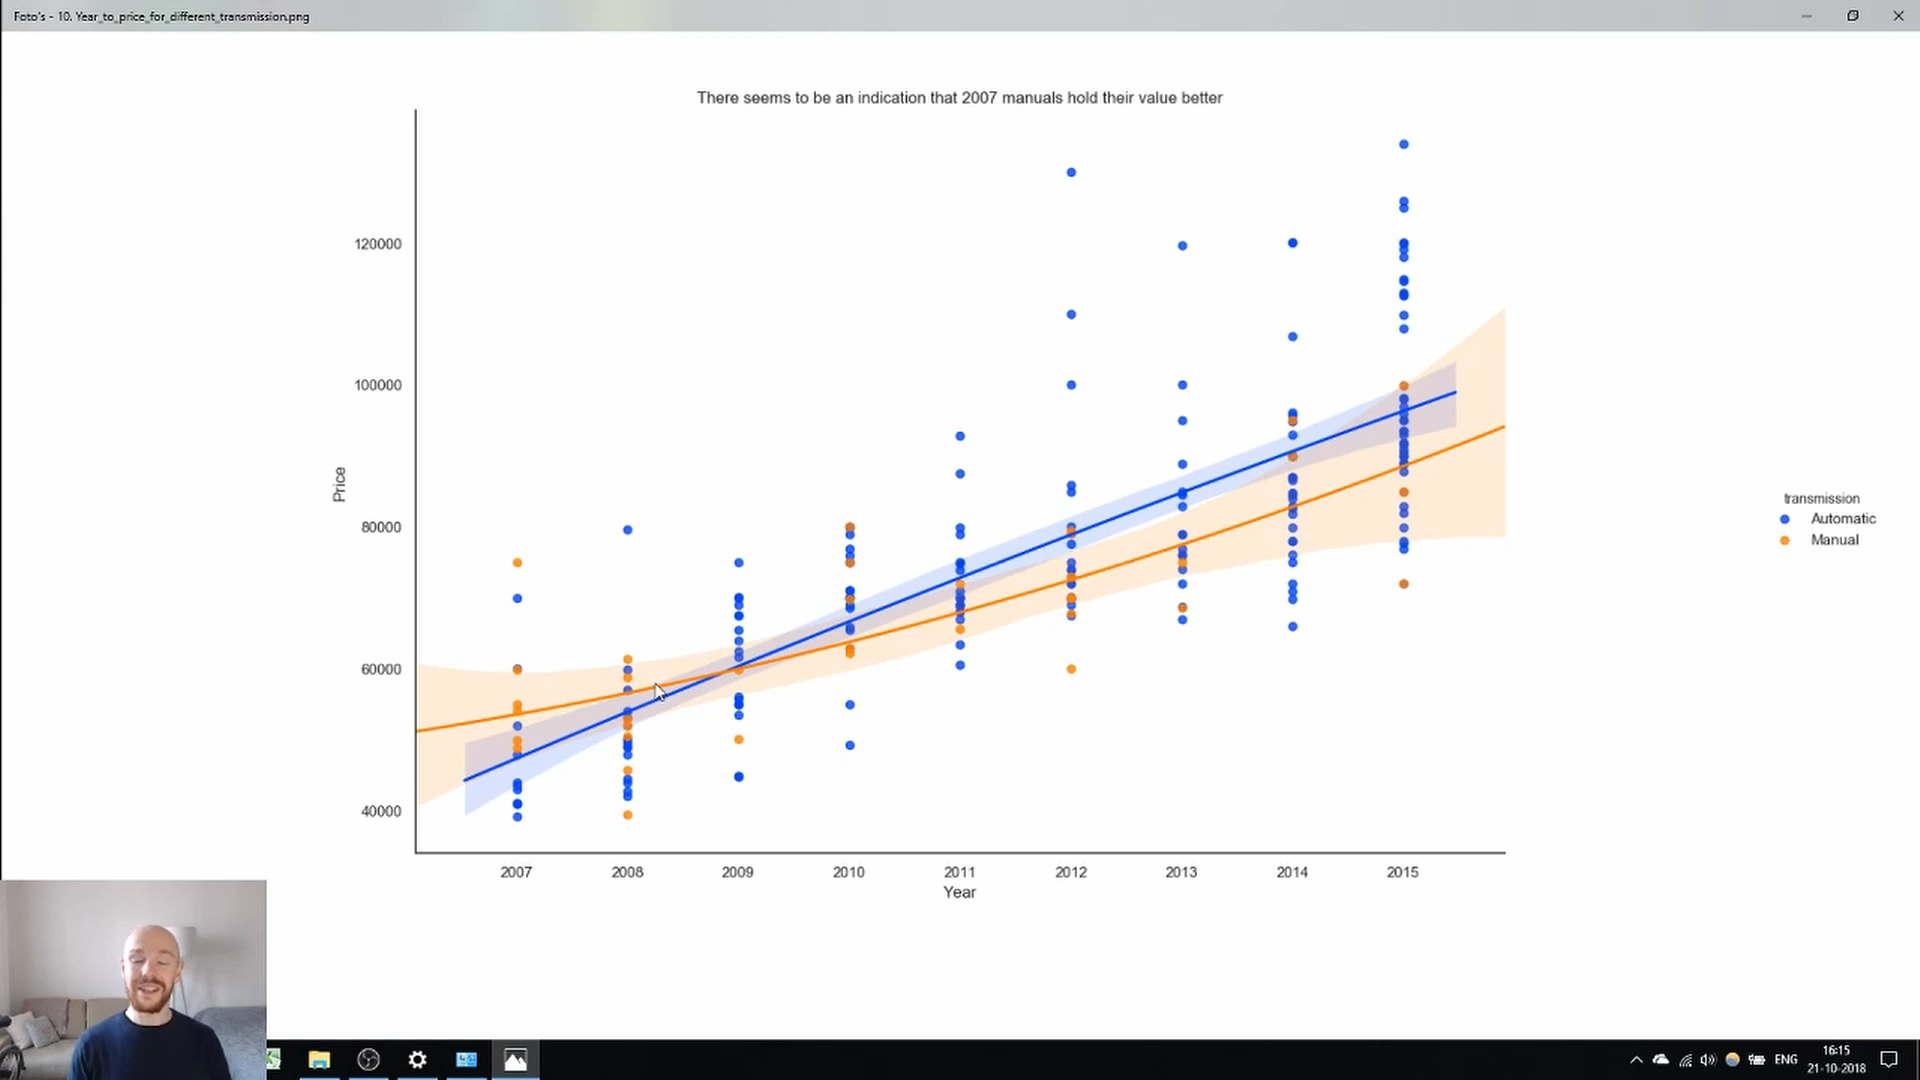 Foto's - 10. Year_to_price_for_different_transmission.png
There seems to be an indication that 2007 manuals hold their value better
120000
100000
80000
60000
40000
Price
2007 2008 2009 2010 2011 2012 2013 2014 2015
Year
transmission
Automatic
Manual
ENG
16:15
21-10-2018